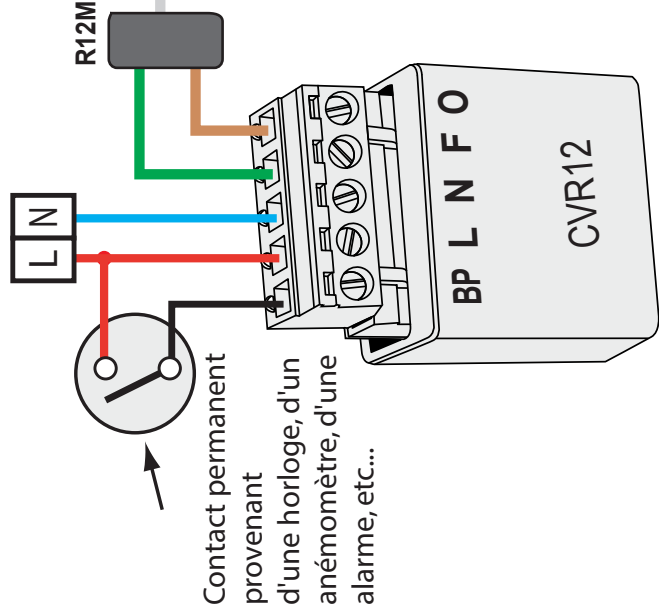 R12M
L N
Contact permanent
provenant
d'une horloge, d'un
anémomètre, d'une
alarme, etc...
BP L N F O
CVR12